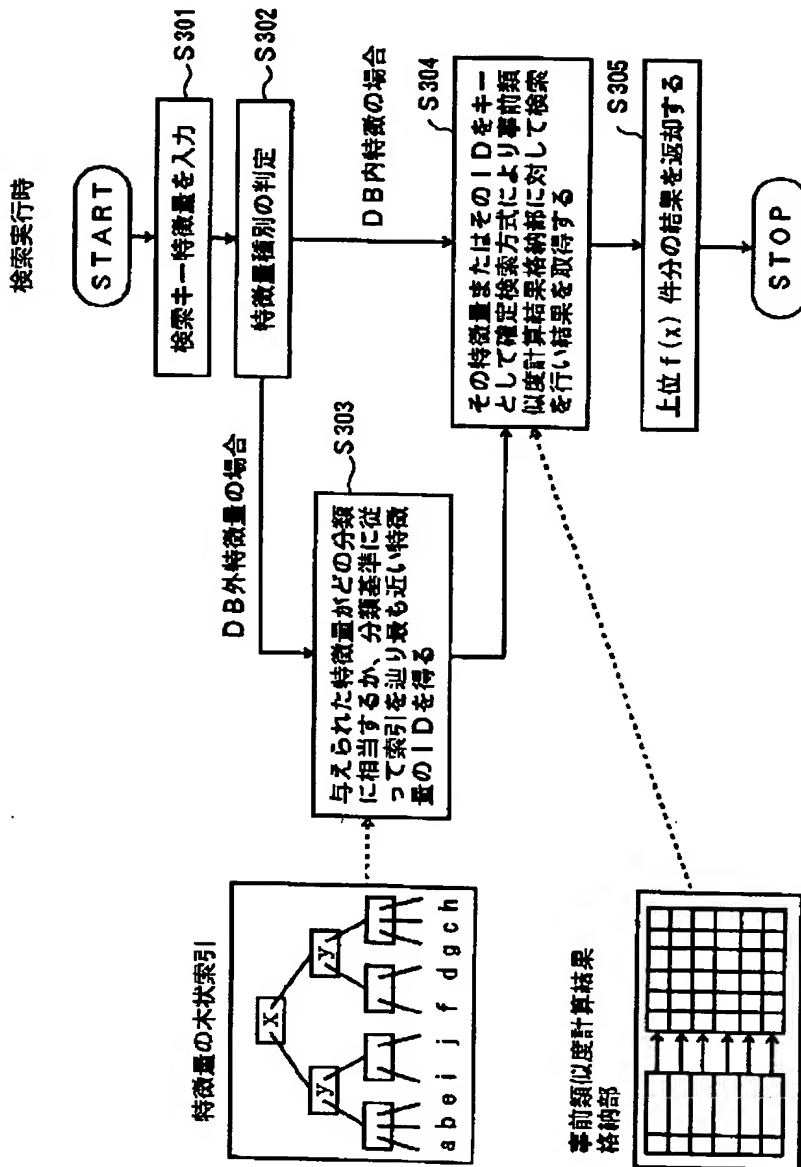 検索実行時
START
検索キー特徴量を入力
S301
特徴量種別の判定
S302
DB外特徴量の場合
DB内特徴の場合
与えられた特徴量がどの分類
に相当するか、分類基準に従
って索引を辿り最も近い特徴
量のIDを得る
S303
その特徴量またはそのIDをキー
として確定検索方式により事前類
似度計算結果格納部に対して検索
を行い結果を取得する
S304
上位f(x)件分の結果を返却する
S305
STOP
特徴量の木状索引
x
y
y
a b e i j f d g c h
事前類似度計算結果
格納部